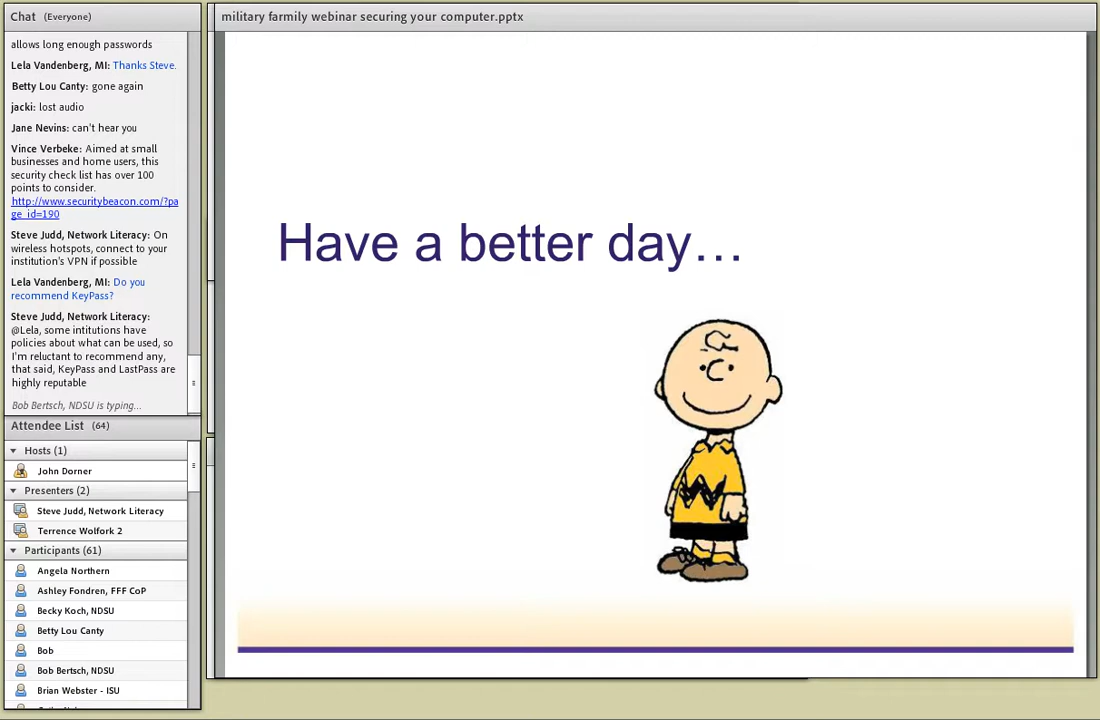 Chat (Everyone)
allows long enough passwords
Lela Vandenberg, MI: Thanks Steve.
Betty Lou Canty: gone again
jacki: lost audio
Jane Nevins: can't hear you
Vince Verbeke: Aimed at small
businesses and home users, this
security check list has over 100
points to consider.
http://www.securitybeacon.com/?pa
ge_id=190
Steve Judd, Network Literacy: On
wireless hotspots, connect to your
institution's VPN if possible
Lela Vandenberg, MI: Do you
recommend KeyPass?
Steve Judd, Network Literacy:
@Lela, some intitutions have
policies about what can be used, so
I'm reluctant to recommend any,
that said, KeyPass and LastPass are
highly reputable
Bob Bertsch, NDSU is typing...
Attendee List (64)
Hosts (1)
John Dorner
Presenters (2)
Steve Judd, Network Literacy
Terrence Wolfork 2
Participants (61)
Angela Northern
Ashley Fondren, FFF CoP
Becky Koch, NDSU
Betty Lou Canty
Bob
Bob Bertsch, NDSU
Brian Webster - ISU
military farmily webinar securing your computer.pptx
Have a better day…